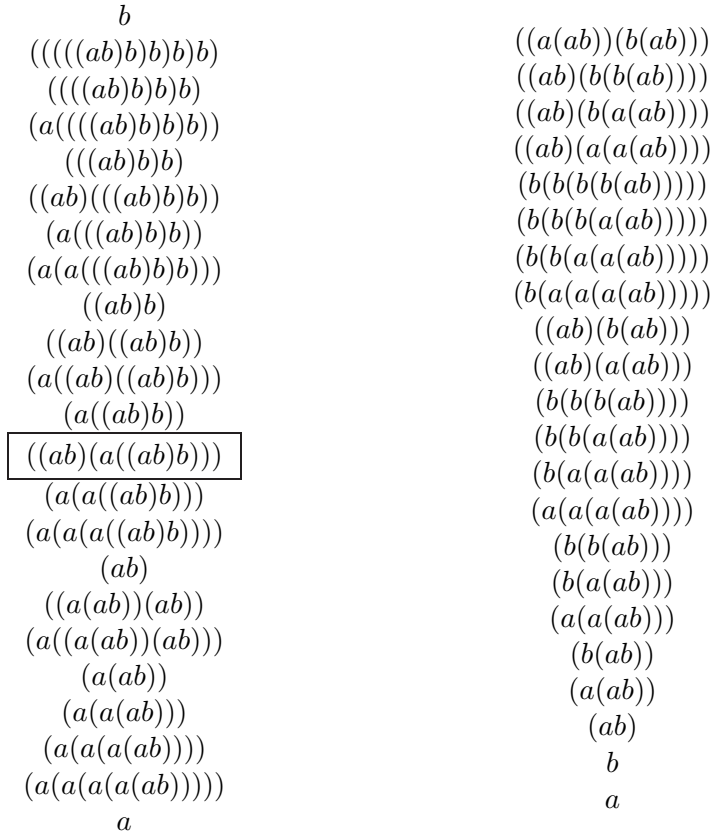 b
(((((ab)b)b)b)b)
((((ab)b)b)b)
(a((((ab)b)b)b))
(((ab)b)b)
((ab)(((ab)b)b))
(a(((ab)b)b))
(a(a(((ab)b)b)))
((ab)b)
((ab)((ab)b))
(a((ab)((ab)b)))
(a((ab)b))
((ab)(a((ab)b)))
(a(a((ab)b)))
(a(a(a((ab)b))))
(ab)
((a(ab))(ab))
(a((a(ab))(ab)))
(a(ab))
(a(a(ab)))
(a(a(a(ab))))
(a(a(a(a(ab)))))
a
((a(ab))(b(ab)))
((ab)(b(b(ab))))
((ab)(b(a(ab))))
((ab)(a(a(ab))))
(b(b(b(b(ab)))))
(b(b(b(a(ab)))))
(b(b(a(a(ab)))))
(b(a(a(a(ab)))))
((ab)(b(ab)))
((ab)(a(ab)))
(b(b(b(ab))))
(b(b(a(ab))))
(b(a(a(ab))))
(a(a(a(ab))))
(b(b(ab)))
(b(a(ab)))
(a(a(ab)))
(b(ab))
(a(ab))
(ab)
b
a